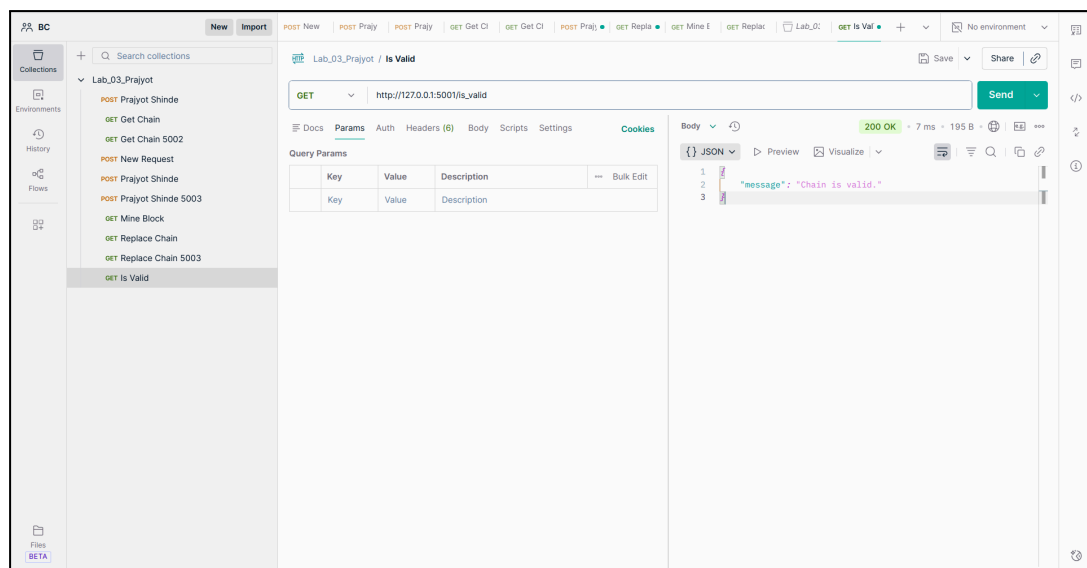 BC
New
Import
POST New
POST Prajy
POST Prajy
GET Get Cl
GET Get Cl
POST Praj
GET Repla
GET Mine E
GET Replac
Lab_0
GET Is Val
No environment
Collections
Environments
History
Flows
Files
BETA
Search collections
Lab_03_Prajyot
POST Prajyot Shinde
GET Get Chain
GET Get Chain 5002
POST New Request
POST Prajyot Shinde
POST Prajyot Shinde 5003
GET Mine Block
GET Replace Chain
GET Replace Chain 5003
GET Is Valid
HTTP Lab_03_Prajyot / Is Valid
Save
Share
GET http://127.0.0.1:5001/is_valid
Send
Docs Params Auth Headers (6) Body Scripts Settings Cookies
Query Params
Key Value Description Bulk Edit
Key Value Description
Body
200 OK • 7 ms • 195 B
{} JSON Preview Visualize
1 {
2 "message": "Chain is valid."
3 }